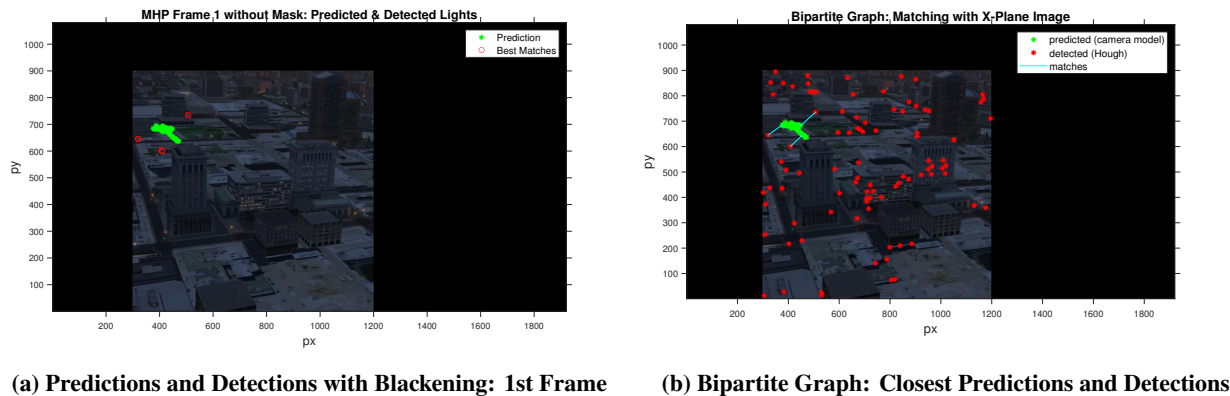 MHP Frame 1 without Mask: Predicted & Detected Lights
Prediction
Best Matches
1000
900
800
700
600
500
400
300
200
100
py
200
400
600
800
1000
1200
1400
1600
1800
px
(a) Predictions and Detections with Blackening: 1st Frame
Bipartite Graph: Matching with X-Plane Image
predicted (camera model)
detected (Hough)
matches
1000
900
800
700
600
500
400
300
200
100
py
200
400
600
800
1000
1200
1400
1600
1800
px
(b) Bipartite Graph: Closest Predictions and Detections